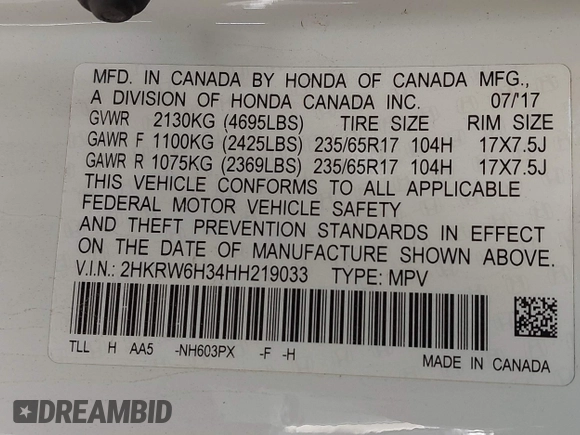 MFD. IN CANADA BY HONDA OF CANADA MFG.,
A DIVISION OF HONDA CANADA INC. 07/'17
GVWR 2130KG (4695LBS) TIRE SIZE RIM SIZE
GAWR F 1100KG (2425LBS) 235/65R17 104H 17X7.5J
GAWR R 1075KG (2369LBS) 235/65R17 104H 17X7.5J
THIS VEHICLE CONFORMS TO ALL APPLICABLE
FEDERAL MOTOR VEHICLE SAFETY
AND THEFT PREVENTION STANDARDS IN EFFECT
ON THE DATE OF MANUFACTURE SHOWN ABOVE.
V.I.N.: 2HKRW6H34HH219033 TYPE: MPV
TLL H AA5 -NH603PX -F -H
MADE IN CANADA
DREAMBID